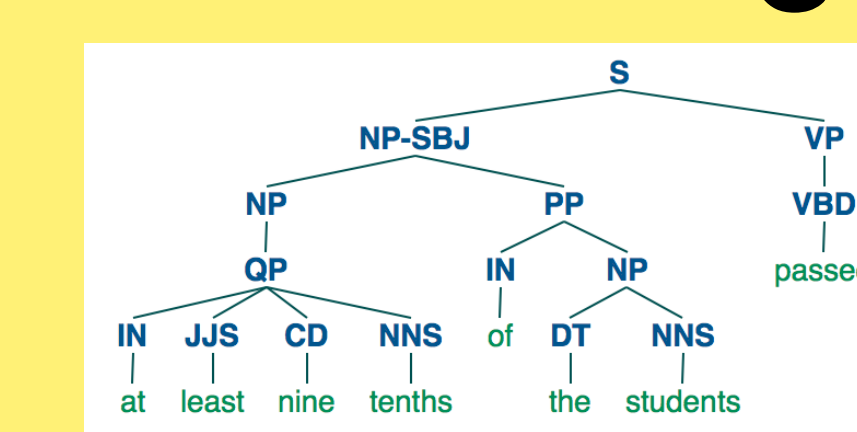 S
NP-SBJ VP
NP PP VBD
QP IN NP passe
IN JJS CD NNS of DT NNS
at least nine tenths the students